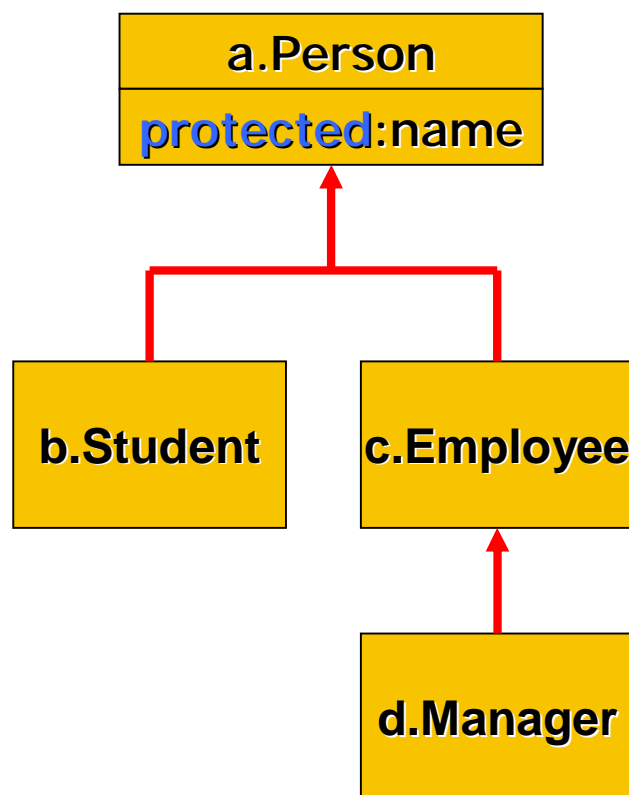 a.Person
protected:name
b.Student
c.Employee
d.Manager